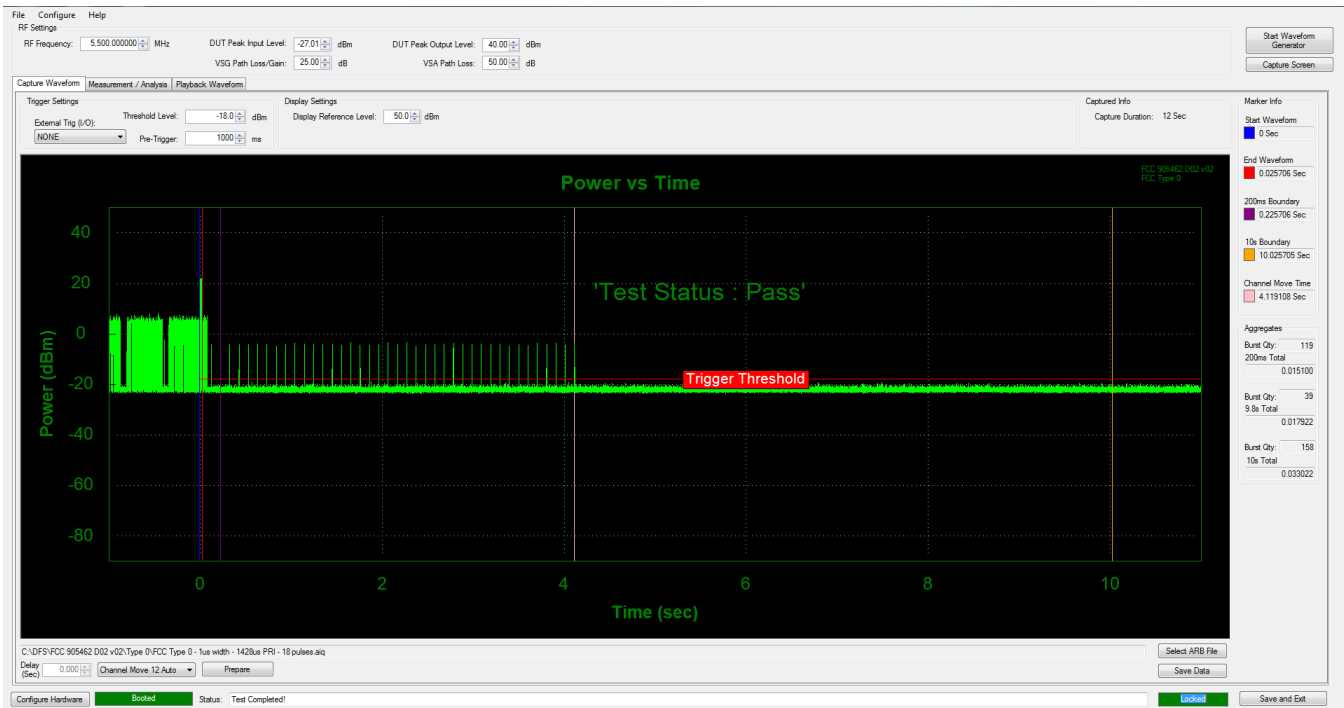 File Configure Help
RF Settings
RF Frequency: 5,500.000000 MHz DUT Peak Input Level: -27.01 dBm DUT Peak Output Level: 40.00 dBm
VSG Path Loss/Gain: 25.00 dB VSA Path Loss: 50.00 dB
Start Waveform
Generator
Capture Screen
Capture Waveform Measurement / Analysis Playback Waveform
Trigger Settings
External Trig (I/O): Threshold Level: -18.0 dBm
NONE Pre-Trigger: 1000 ms
Display Settings
Display Reference Level: 50.0 dBm
Captured Info
Capture Duration: 12 Sec
Marker Info
Start Waveform
0 Sec
End Waveform
0.025706 Sec
200ms Boundary
0.225706 Sec
10s Boundary
10.025705 Sec
Channel Move Time
4.119108 Sec
Aggregates
Burst Qty: 119
200ms Total
0.015100
Burst Qty: 39
9.8s Total
0.017922
Burst Qty: 158
10s Total
0.033022
Power vs Time
FCC 905462 D02 v02
FCC Type 0
'Test Status : Pass'
Trigger Threshold
Power (dBm)
40
20
0
-20
-40
-60
-80
0 2 4 6 8 10
Time (sec)
C:\DFS\FCC 905462 D02 v02\Type 0\FCC Type 0 - 1us width - 1428us PRI - 18 pulses.aiq
Select ARB File
Delay
(Sec) 0.000 Channel Move 12 Auto Prepare
Save Data
Configure Hardware Booted Status: Test Completed! Locked Save and Exit